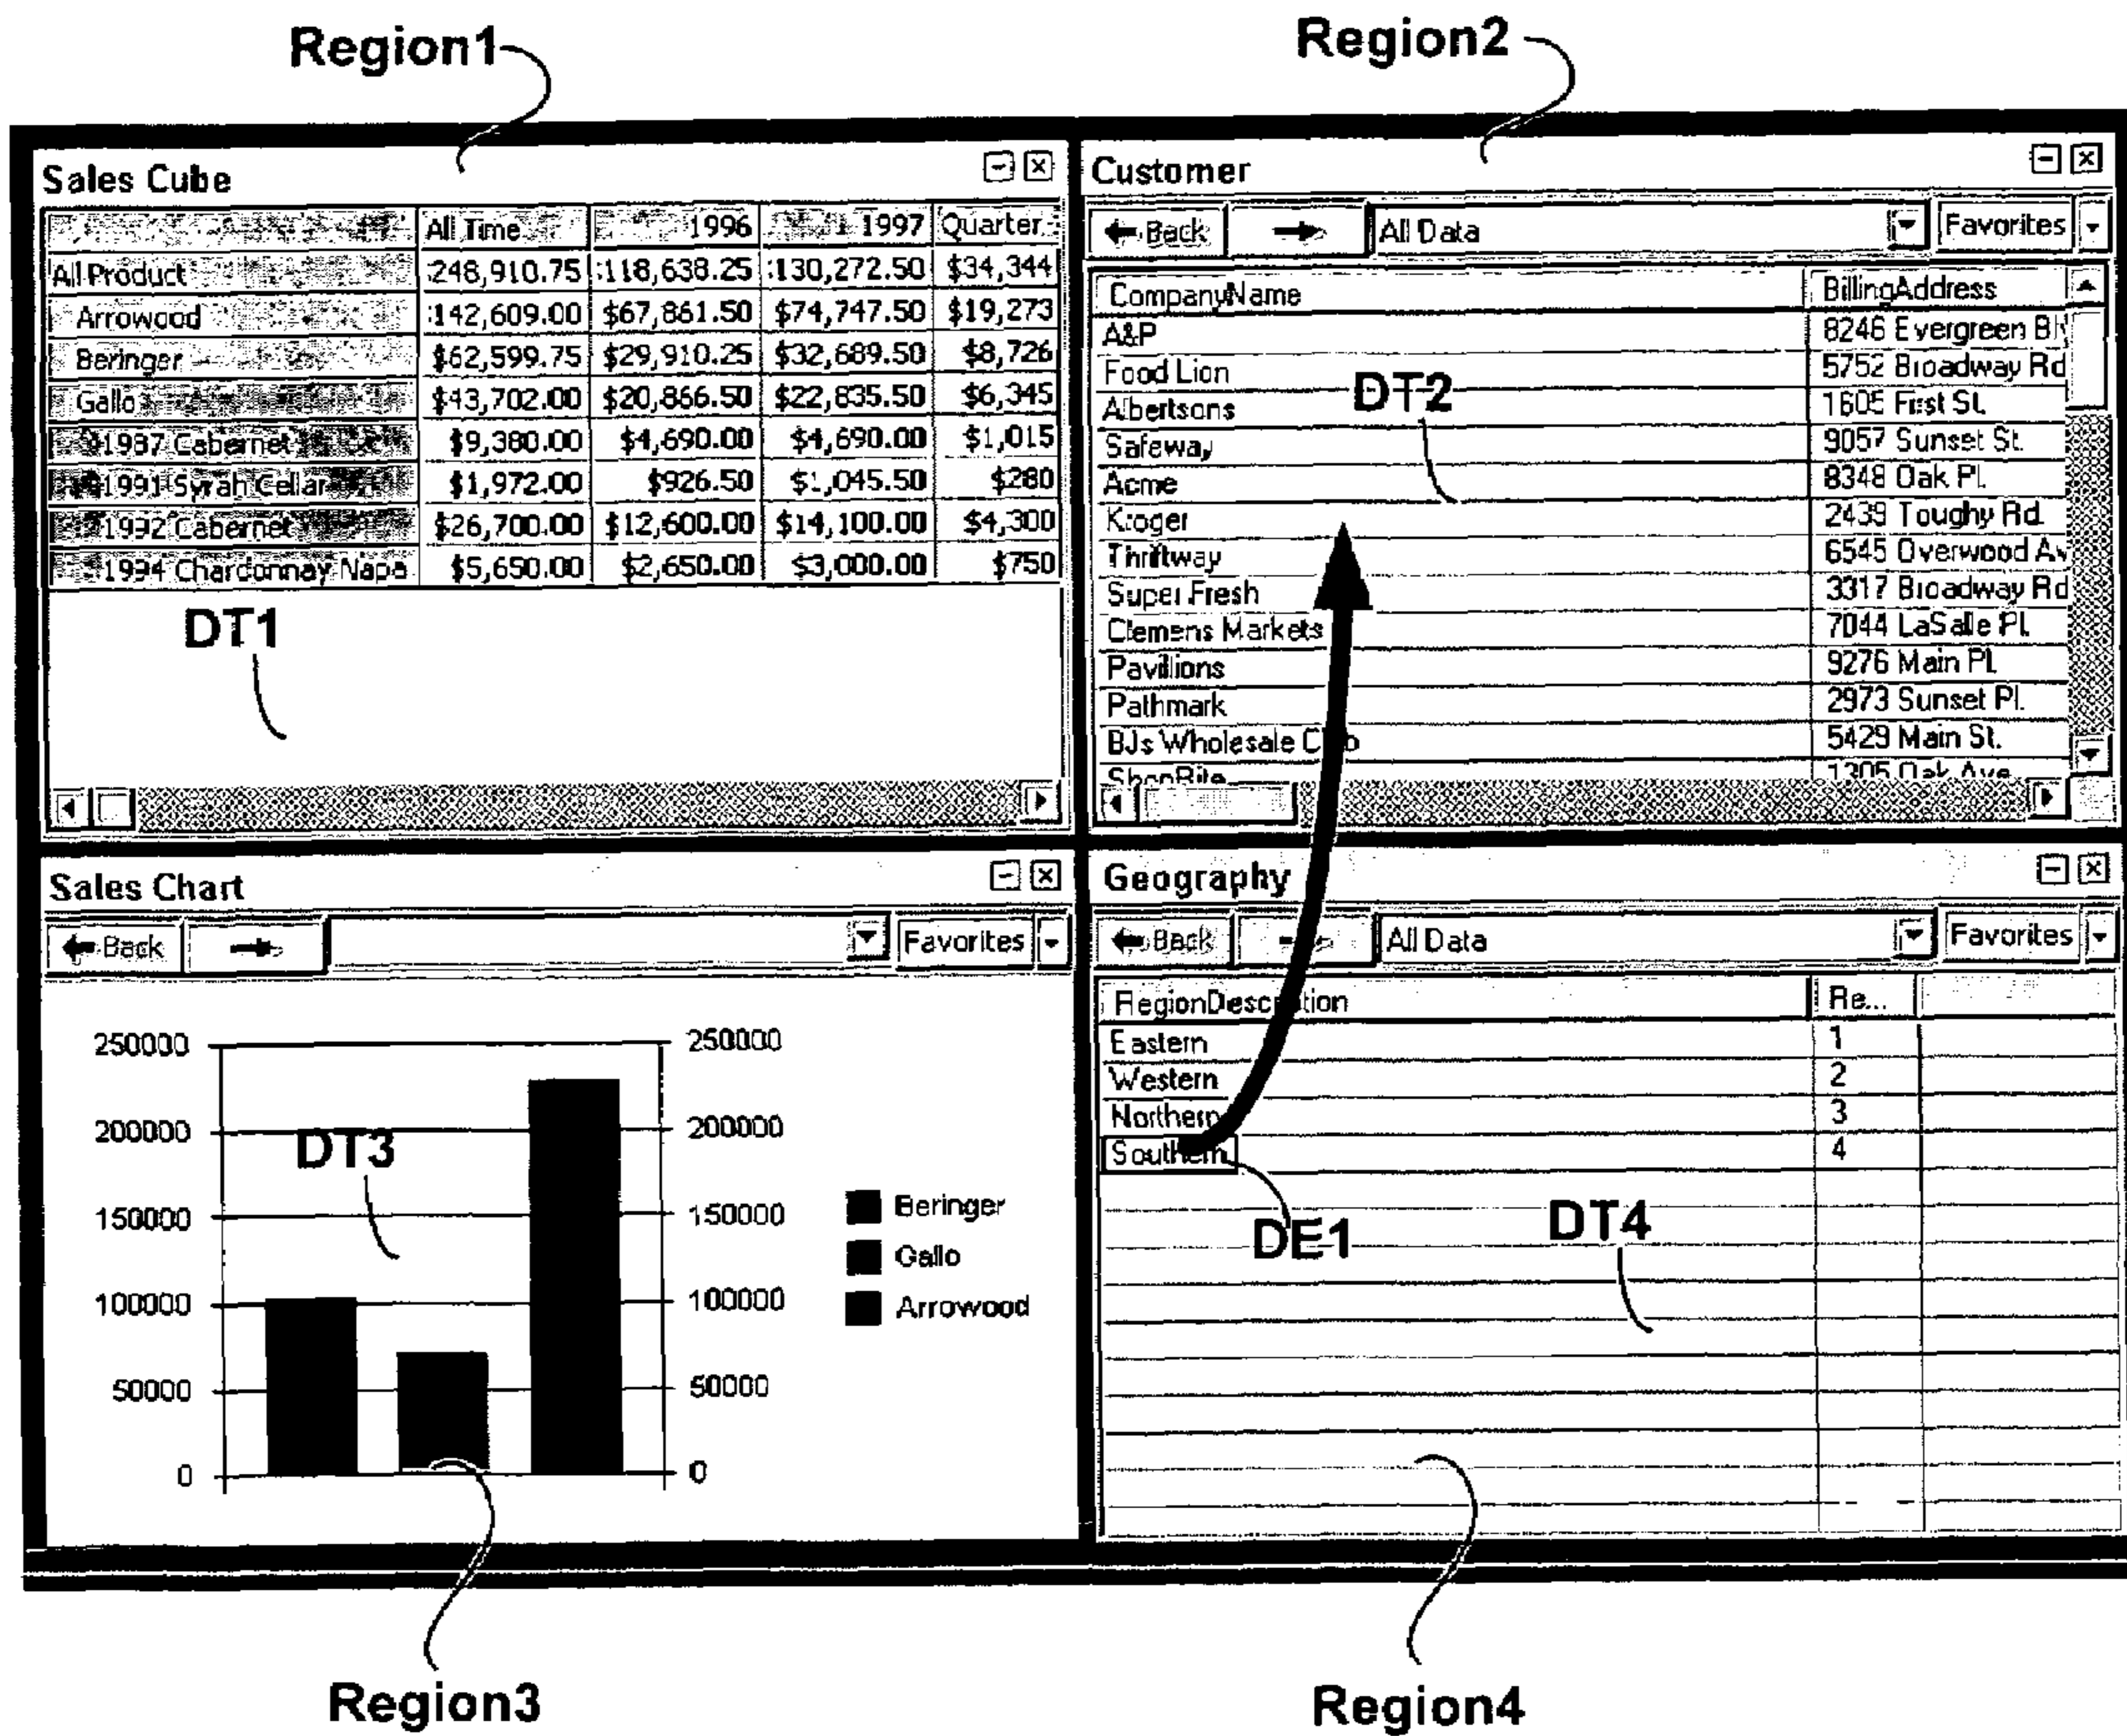 Region1
Region2
Sales Cube
All Time 1996 1997 Quarter
All Product :248,910.75 :118,638.25 :130,272.50 $34,344
Arrowood :142,609.00 $67,861.50 $74,747.50 $19,273
Beringer $62,599.75 $29,910.25 $32,689.50 $8,726
Gallo $43,702.00 $20,866.50 $22,835.50 $6,345
1987 Cabernet $9,380.00 $4,690.00 $4,690.00 $1,015
1991 Syrah Cellar $1,972.00 $926.50 $1,045.50 $280
1992 Cabernet $26,700.00 $12,600.00 $14,100.00 $4,300
1994 Chardonnay Napa $5,650.00 $2,650.00 $3,000.00 $750
DT1
Customer
Back All Data Favorites
CompanyName BillingAddress
A&P 8246 Evergreen Blv
Food Lion 5752 Broadway Rd
DT2
Albertsons 1605 First St.
Safeway 9057 Sunset St.
Acme 8348 Oak Pl.
Kroger 2439 Toughy Rd.
Thriftway 6545 Overwood Av
Super Fresh 3317 Broadway Rd
Clemens Markets 7044 LaSalle Pl.
Pavillions 9276 Main Pl.
Pathmark 2973 Sunset Pl.
BJs Wholesale 5429 Main St.
ShopRite 1305 Oak Ave
Sales Chart
Back Favorites
250000 250000
200000 200000
DT3
150000 150000
100000 100000
50000 50000
0 0
Beringer
Gallo
Arrowood
Geography
Back All Data Favorites
RegionDescription Re...
Eastern 1
Western 2
Northern 3
Southern 4
DE1
DT4
Region3
Region4